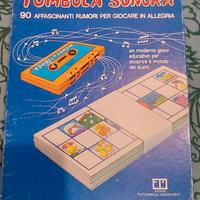 TOMBOLA SONORA
90 AFFASCINANTI RUMORI PER GIOCARE IN ALLEGRIA
un moderno gioco
educativo per
scoprire il mondo
dei suoni